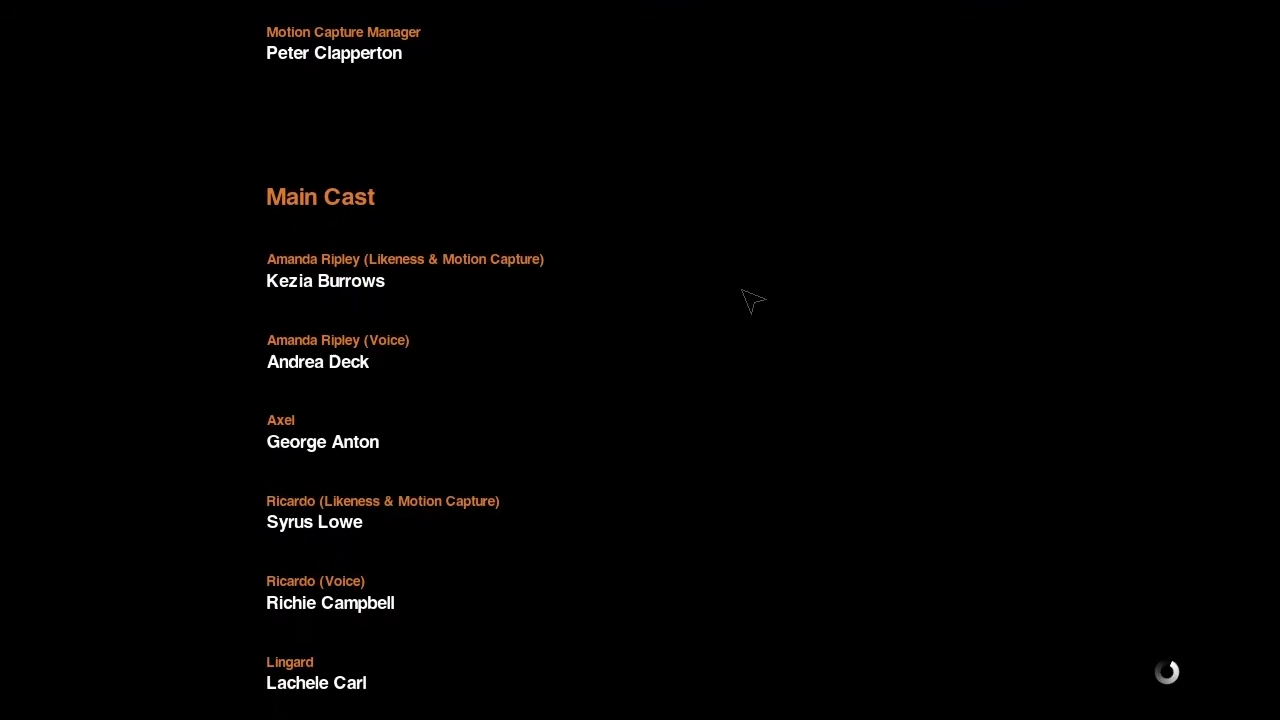 Motion Capture Manager
Peter Clapperton
Main Cast
Amanda Ripley (Likeness & Motion Capture)
Kezia Burrows
Amanda Ripley (Voice)
Andrea Deck
Axel
George Anton
Ricardo (Likeness & Motion Capture)
Syrus Lowe
Ricardo (Voice)
Richie Campbell
Lingard
Lachele Carl